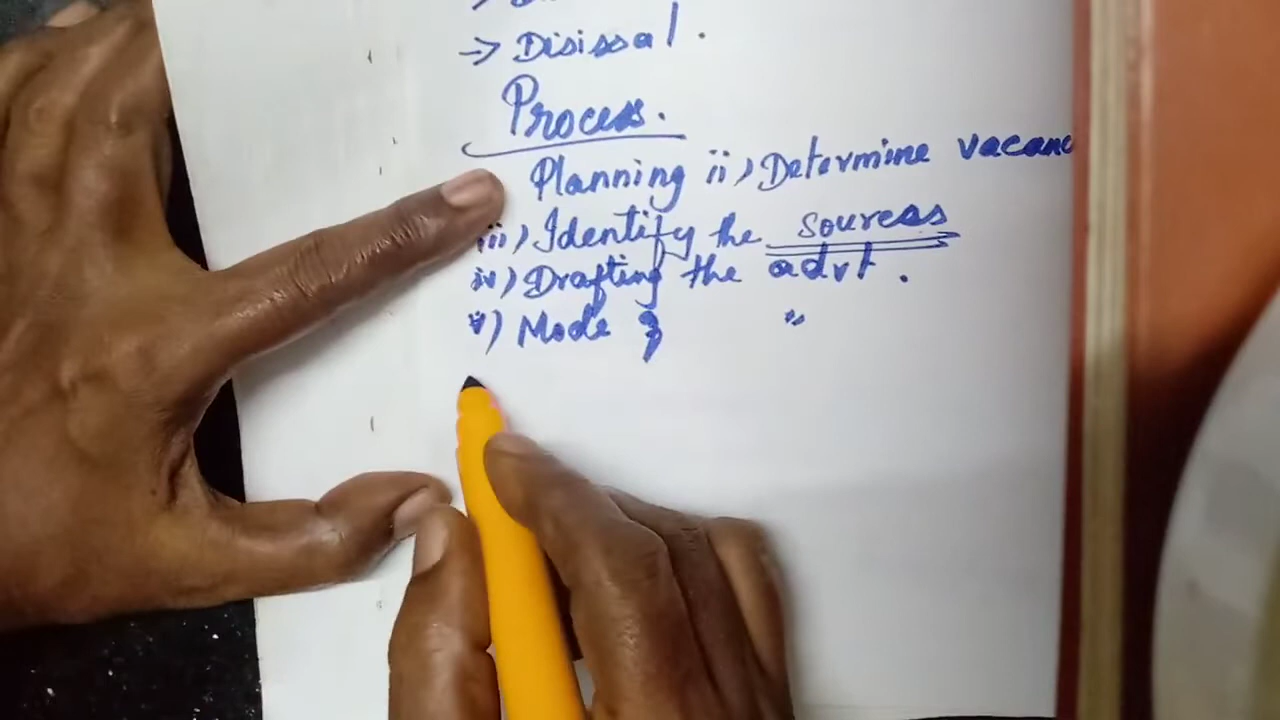 → Disissal.
Process.
Planning ii) Determine vacanc
iii) Identify the sources
iv) Drafting the advt.
v) Mode of "